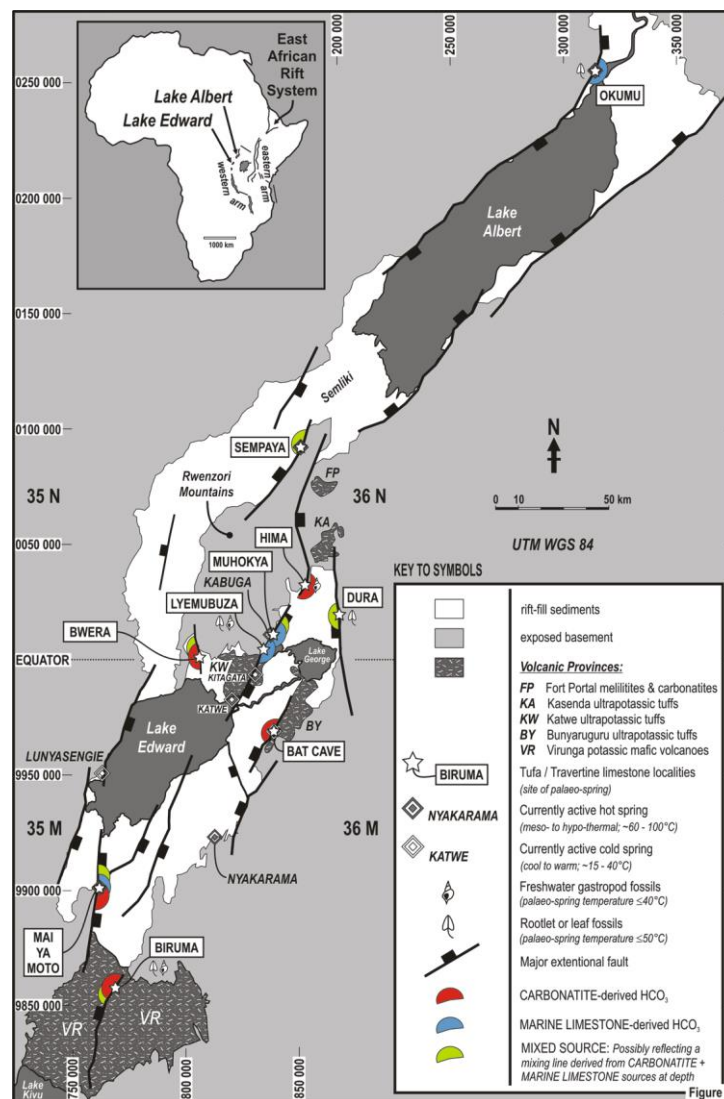 200 000
250 000
300 000
350 000
East
African
Rift
System
Lake Albert
Lake Edward
western
arm
eastern
arm
1000 km
0250 000
0200 000
0150 000
0100 000
0050 000
EQUATOR
9950 000
9900 000
9850 000
OKUMU
Lake
Albert
Semliki
SEMPAYA
Rwenzori
Mountains
35 N
36 N
FP
KA
N
0 10 50 km
UTM WGS 84
HIMA
MUHOKYA
KABUGA
LYEMUBUZA
DURA
BWERA
KW
KITAGATA
Lake
George
KATWE
BY
Lake
Edward
BAT CAVE
LUNYASENGIE
35 M
36 M
NYAKARAMA
MAI
YA
MOTO
BIRUMA
VR
VR
Lake
Kivu
750 000
800 000
850 000
KEY TO SYMBOLS
rift-fill sediments
exposed basement
Volcanic Provinces:
FP Fort Portal melilitites & carbonatites
KA Kasenda ultrapotassic tuffs
KW Katwe ultrapotassic tuffs
BY Bunyaruguru ultrapotassic tuffs
VR Virunga potassic mafic volcanoes
BIRUMA Tufa / Travertine limestone localities
(site of palaeo-spring)
NYAKARAMA Currently active hot spring
(meso- to hypo-thermal; ~60 - 100°C)
KATWE Currently active cold spring
(cool to warm; ~15 - 40°C)
Freshwater gastropod fossils
(palaeo-spring temperature ≤40°C)
Rootlet or leaf fossils
(palaeo-spring temperature ≤50°C)
Major extentional fault
CARBONATITE-derived HCO₃
MARINE LIMESTONE-derived HCO₃
MIXED SOURCE: Possibly reflecting a
mixing line derived from CARBONATITE +
MARINE LIMESTONE sources at depth
Figure